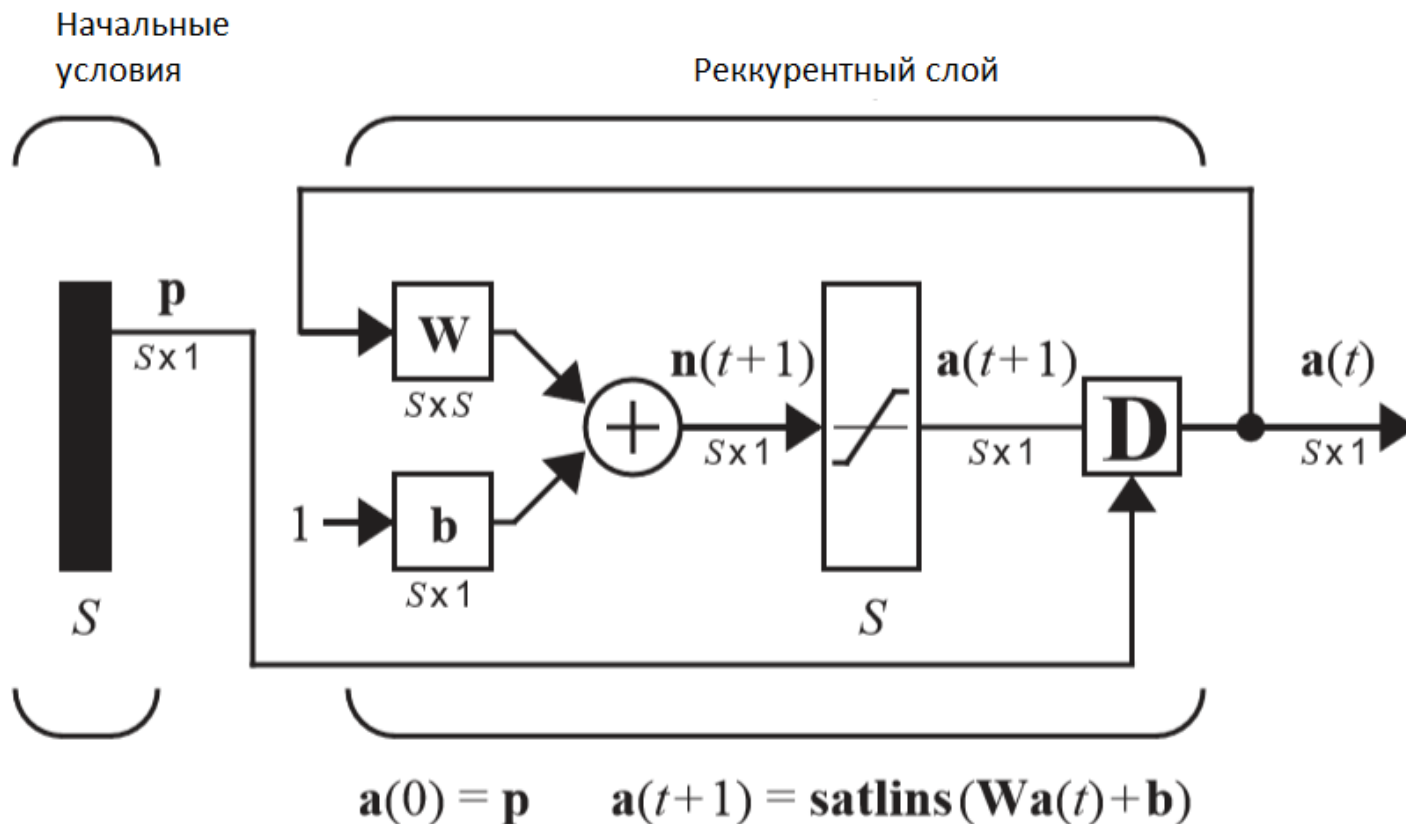 Начальные
условия
Реккурентный слой
p
S x 1
W
S x S
n(t+1)
S x 1
a(t+1)
S x 1
D
a(t)
S x 1
1
b
S x 1
S
S
a(0) = p a(t+1) = satlins(Wa(t)+b)